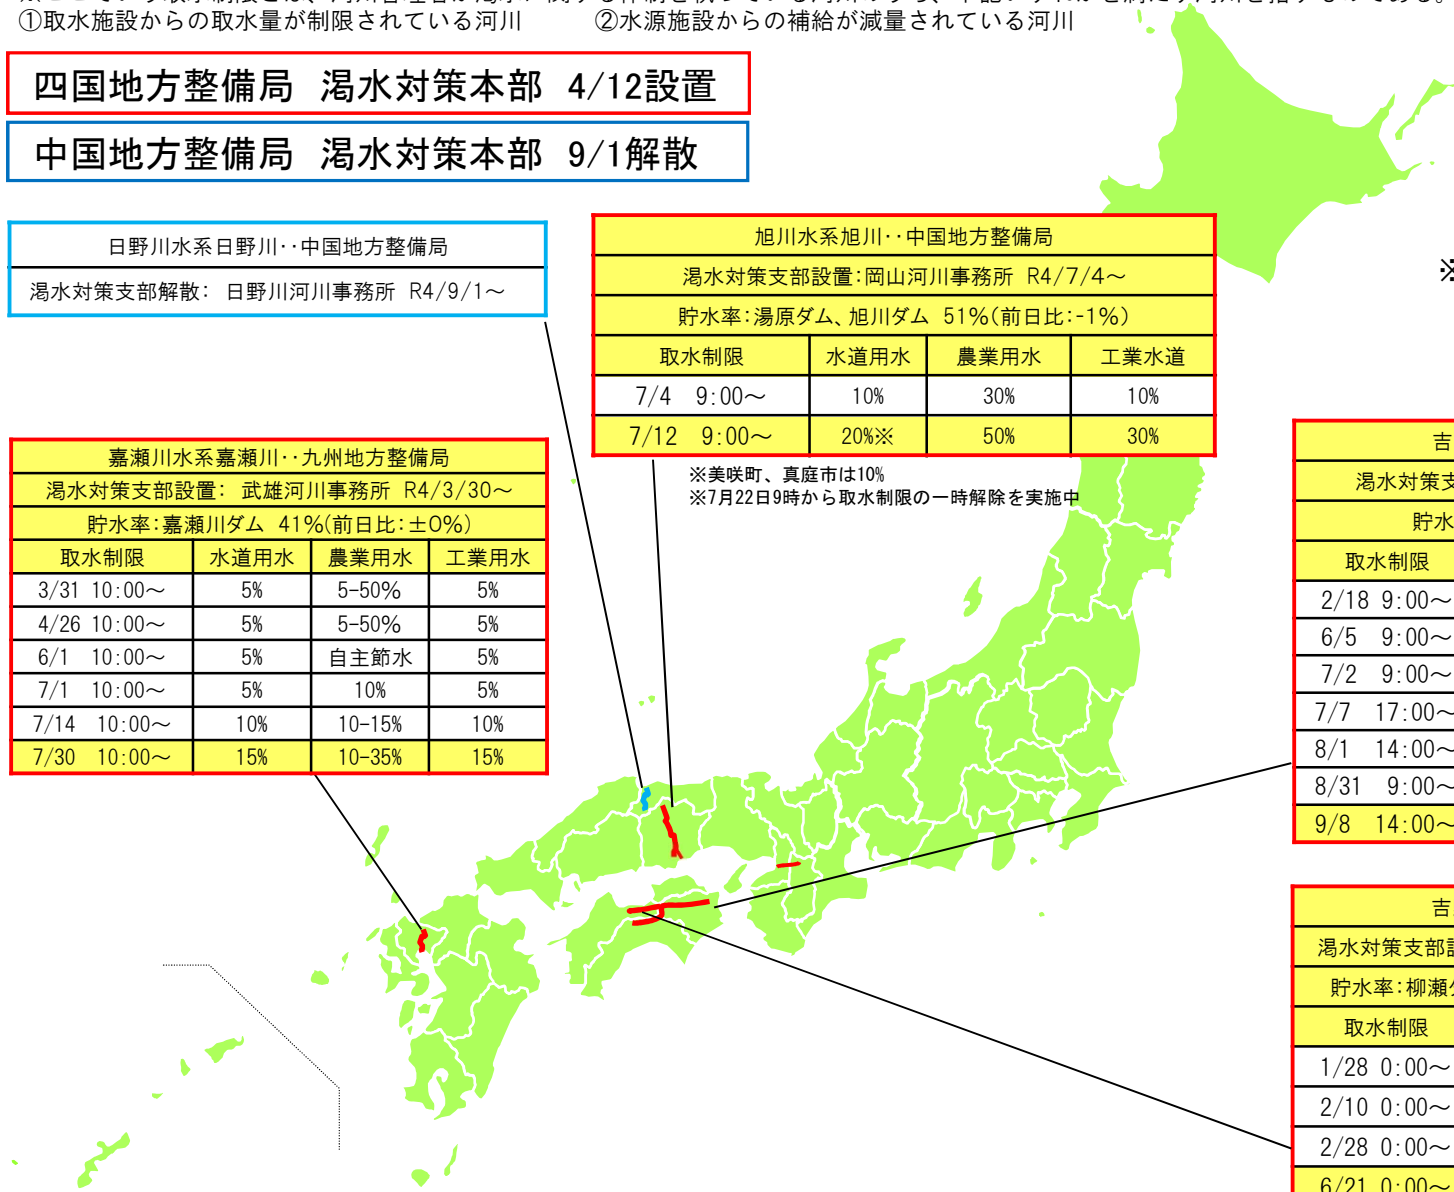 ①取水施設からの取水量が制限されている河川 ②水源施設からの補給が減量されている河川
四国地方整備局 渇水対策本部 4/12設置
中国地方整備局 渇水対策本部 9/1解散
日野川水系日野川‥中国地方整備局
渇水対策支部解散: 日野川河川事務所 R4/9/1～
旭川水系旭川‥中国地方整備局
渇水対策支部設置:岡山河川事務所 R4/7/4～
貯水率:湯原ダム、旭川ダム 51%(前日比:-1%)
取水制限 水道用水 農業用水 工業水道
7/4 9:00～ 10% 30% 10%
7/12 9:00～ 20%※ 50% 30%
※美咲町、真庭市は10%
※7月22日9時から取水制限の一時解除を実施中
※
嘉瀬川水系嘉瀬川‥九州地方整備局
渇水対策支部設置: 武雄河川事務所 R4/3/30～
貯水率:嘉瀬川ダム 41%(前日比:±0%)
取水制限 水道用水 農業用水 工業用水
3/31 10:00～ 5% 5-50% 5%
4/26 10:00～ 5% 5-50% 5%
6/1 10:00～ 5% 自主節水 5%
7/1 10:00～ 5% 10% 5%
7/14 10:00～ 10% 10-15% 10%
7/30 10:00～ 15% 10-35% 15%
吉
渇水対策支
貯水
取水制限
2/18 9:00～
6/5 9:00～
7/2 9:00～
7/7 17:00～
8/1 14:00～
8/31 9:00～
9/8 14:00～
吉
渇水対策支部
貯水率:柳瀬
取水制限
1/28 0:00～
2/10 0:00～
2/28 0:00～
6/21 0:00～